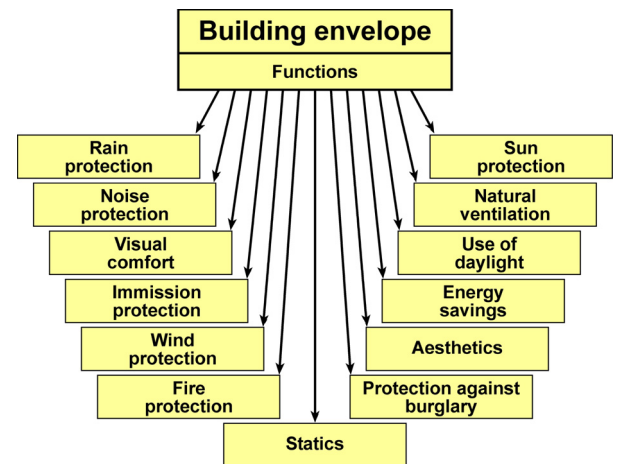 Building envelope
Functions
Rain
protection
Sun
protection
Noise
protection
Natural
ventilation
Visual
comfort
Use of
daylight
Immission
protection
Energy
savings
Wind
protection
Aesthetics
Fire
protection
Protection against
burglary
Statics